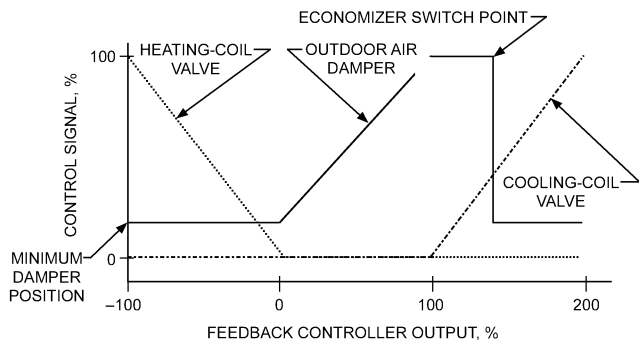 ECONOMIZER SWITCH POINT
HEATING-COIL
VALVE
OUTDOOR AIR
DAMPER
100
CONTROL SIGNAL, %
COOLING-COIL
VALVE
MINIMUM
DAMPER
POSITION
0
–100
0
100
200
FEEDBACK CONTROLLER OUTPUT, %